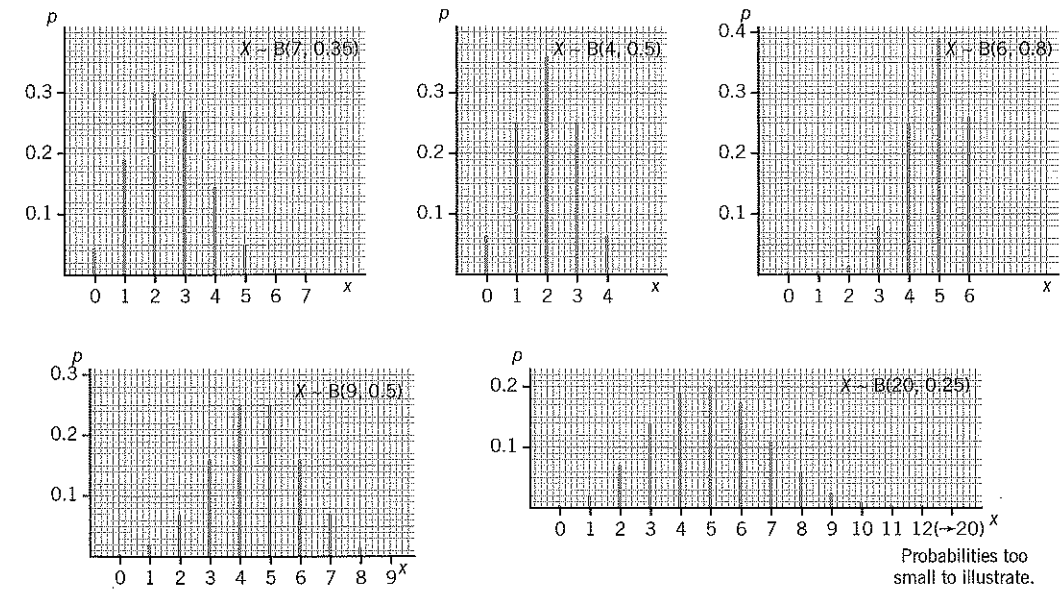 p
X ~ B(7, 0.35)
0.3
0.2
0.1
0 1 2 3 4 5 6 7 x
p
X ~ B(4, 0.5)
0.3
0.2
0.1
0 1 2 3 4 x
p
0.4
X ~ B(6, 0.8)
0.3
0.2
0.1
0 1 2 3 4 5 6 x
p
0.3
X ~ B(9, 0.5)
0.2
0.1
0 1 2 3 4 5 6 7 8 9 x
p
0.2
X ~ B(20, 0.25)
0.1
0 1 2 3 4 5 6 7 8 9 10 11 12(→20) x
Probabilities too
small to illustrate.